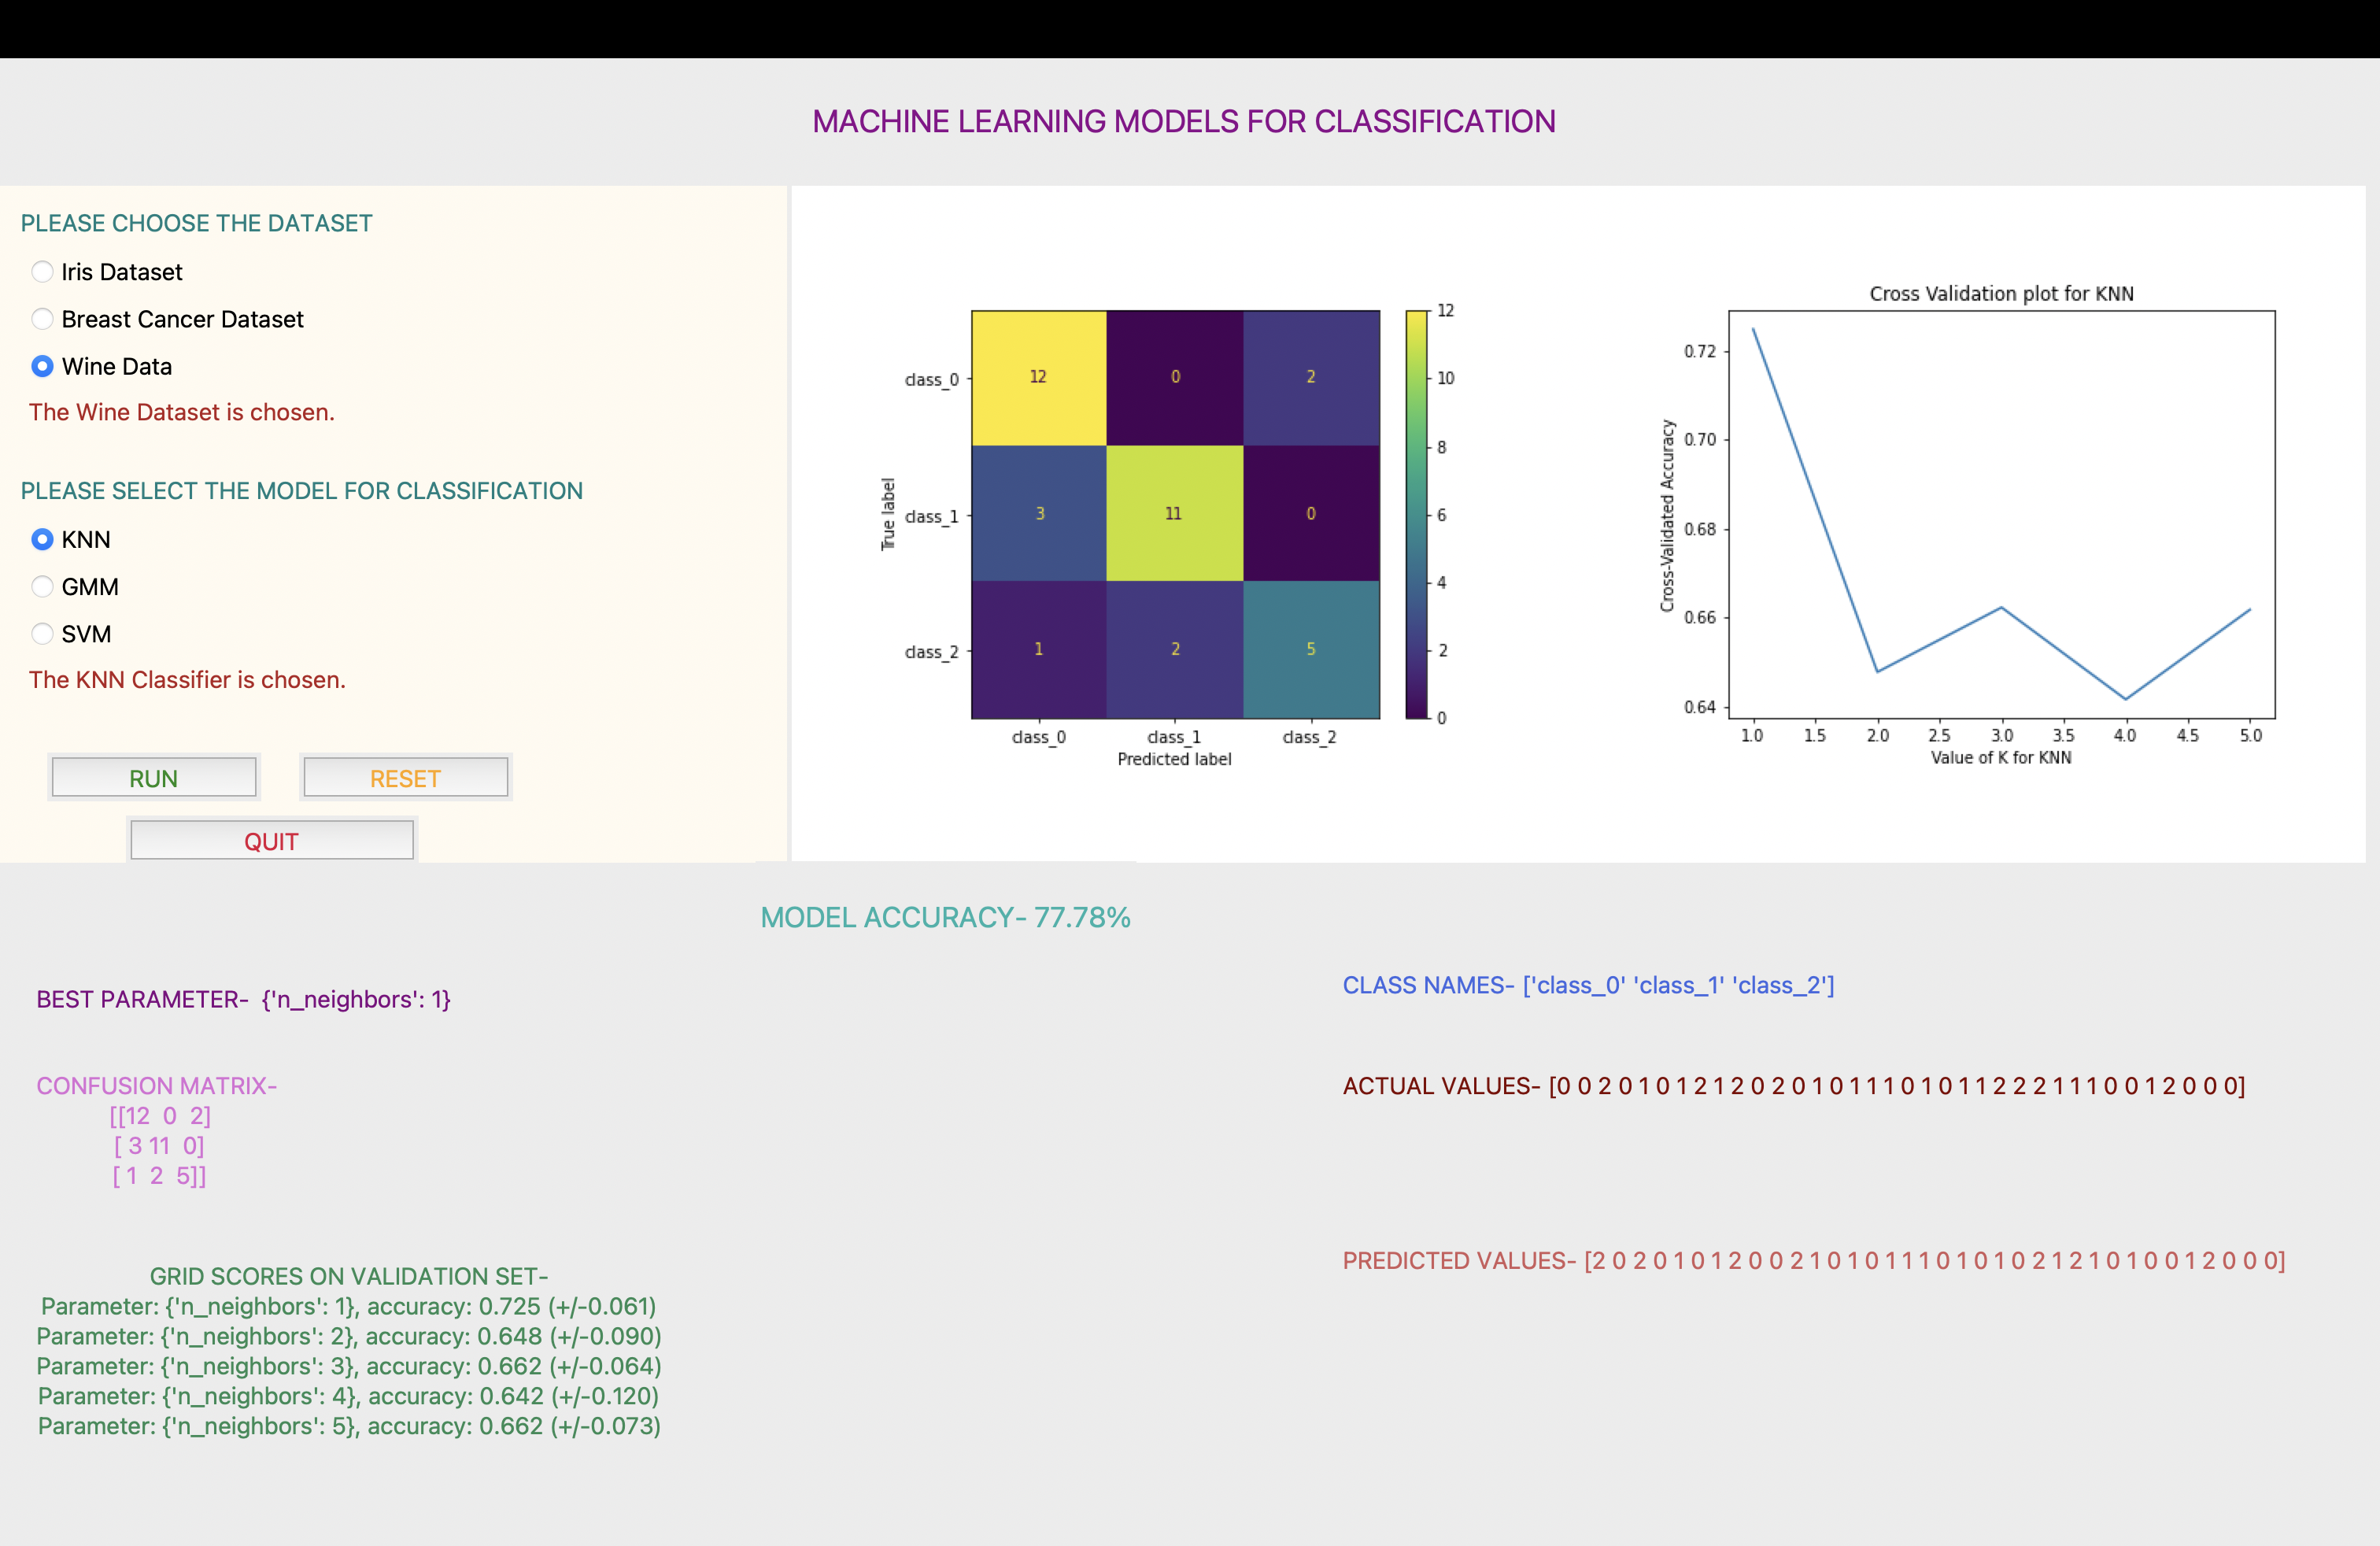 MACHINE LEARNING MODELS FOR CLASSIFICATION
PLEASE CHOOSE THE DATASET
Iris Dataset
Breast Cancer Dataset
Wine Data
The Wine Dataset is chosen.
PLEASE SELECT THE MODEL FOR CLASSIFICATION
KNN
GMM
SVM
The KNN Classifier is chosen.
RUN
RESET
QUIT
True label
class_0
12
0
2
class_1
3
11
0
class_2
1
2
5
class_0
class_1
class_2
Predicted label
12
10
8
6
4
2
0
Cross Validation plot for KNN
Cross-Validated Accuracy
0.72
0.70
0.68
0.66
0.64
1.0 1.5 2.0 2.5 3.0 3.5 4.0 4.5 5.0
Value of K for KNN
MODEL ACCURACY- 77.78%
BEST PARAMETER-  {'n_neighbors': 1}
CONFUSION MATRIX-
[[12  0  2]
[ 3 11  0]
[ 1  2  5]]
GRID SCORES ON VALIDATION SET-
Parameter: {'n_neighbors': 1}, accuracy: 0.725 (+/-0.061)
Parameter: {'n_neighbors': 2}, accuracy: 0.648 (+/-0.090)
Parameter: {'n_neighbors': 3}, accuracy: 0.662 (+/-0.064)
Parameter: {'n_neighbors': 4}, accuracy: 0.642 (+/-0.120)
Parameter: {'n_neighbors': 5}, accuracy: 0.662 (+/-0.073)
CLASS NAMES- ['class_0' 'class_1' 'class_2']
ACTUAL VALUES- [0 0 2 0 1 0 1 2 1 2 0 2 0 1 0 1 1 1 0 1 0 1 1 2 2 2 1 1 1 0 0 1 2 0 0 0]
PREDICTED VALUES- [2 0 2 0 1 0 1 2 0 0 2 1 0 1 0 1 1 1 0 1 0 1 0 2 1 2 1 0 1 0 0 1 2 0 0 0]